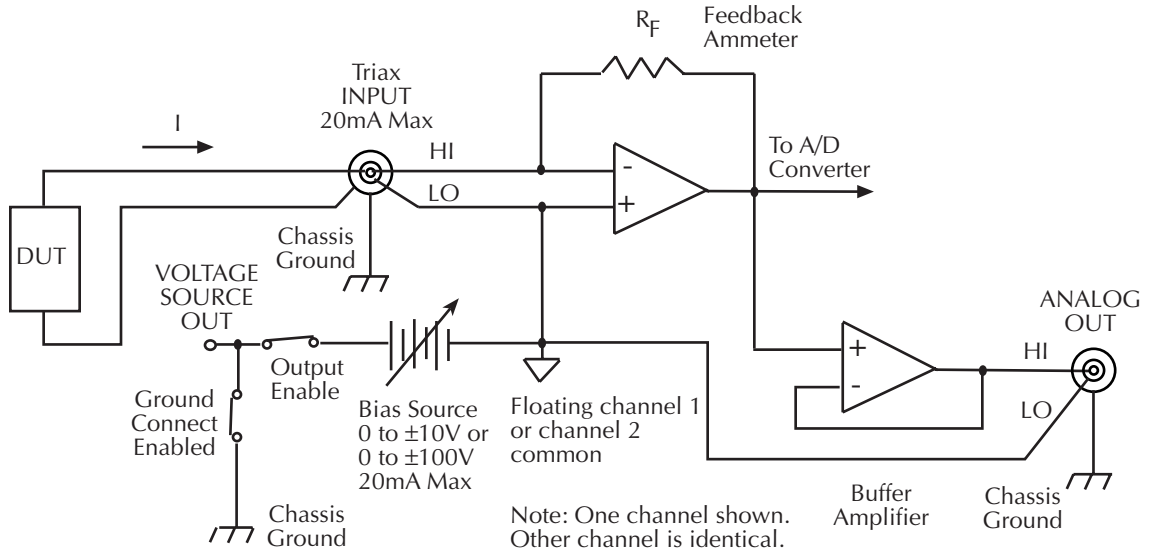 R_F
Feedback
Ammeter
Triax
INPUT
20mA Max
I
HI
LO
-
+
To A/D
Converter
DUT
Chassis
Ground
VOLTAGE
SOURCE
OUT
Output
Enable
Ground
Connect
Enabled
Chassis
Ground
Bias Source
0 to ±10V or
0 to ±100V
20mA Max
Floating channel 1
or channel 2
common
Note: One channel shown.
Other channel is identical.
+
-
Buffer
Amplifier
ANALOG
OUT
HI
LO
Chassis
Ground